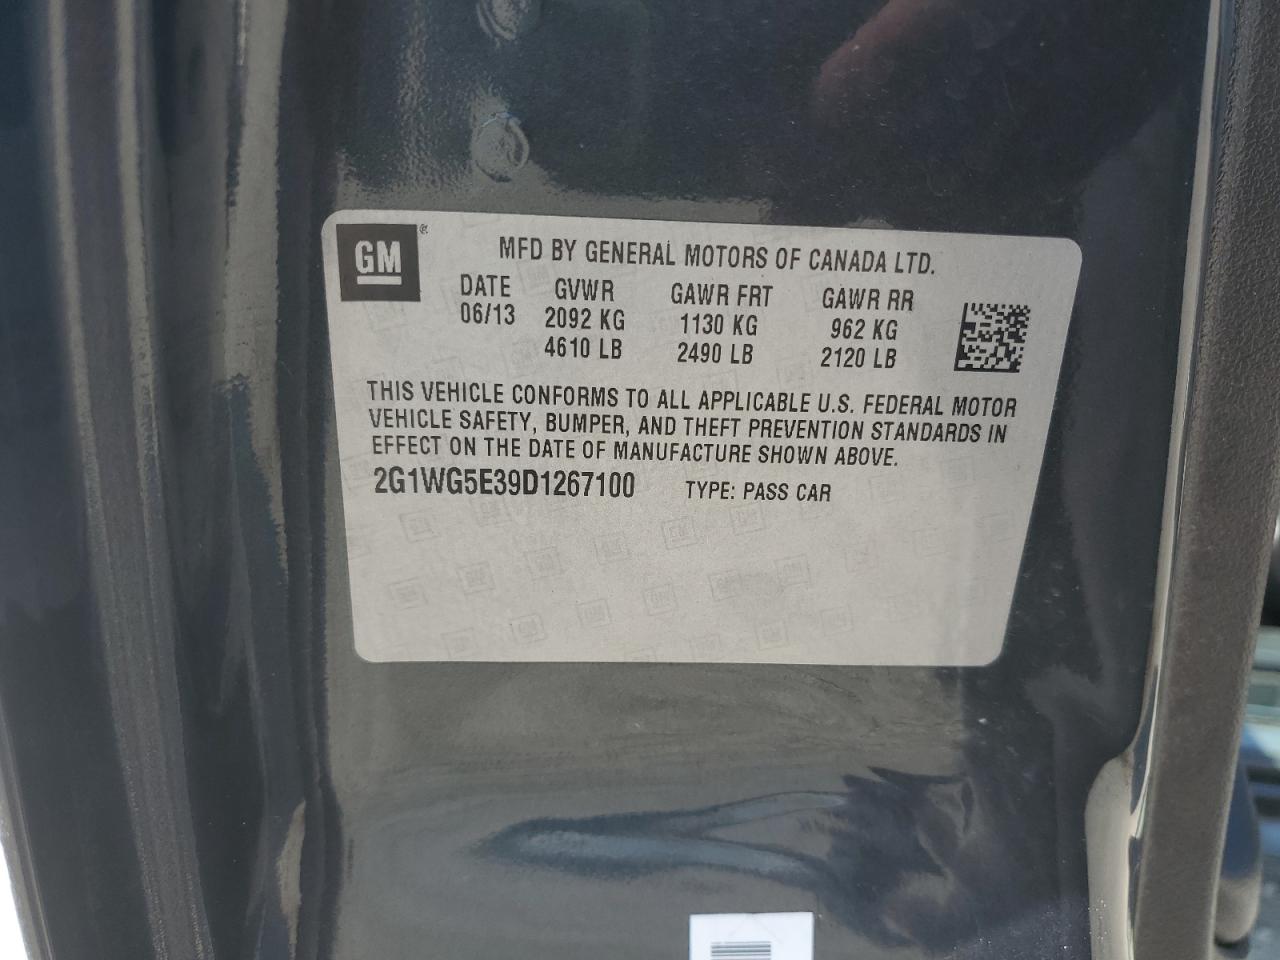 GM®
MFD BY GENERAL MOTORS OF CANADA LTD.
DATE GVWR GAWR FRT GAWR RR
06/13 2092 KG 1130 KG 962 KG
4610 LB 2490 LB 2120 LB
THIS VEHICLE CONFORMS TO ALL APPLICABLE U.S. FEDERAL MOTOR
VEHICLE SAFETY, BUMPER, AND THEFT PREVENTION STANDARDS IN
EFFECT ON THE DATE OF MANUFACTURE SHOWN ABOVE.
2G1WG5E39D1267100 TYPE: PASS CAR